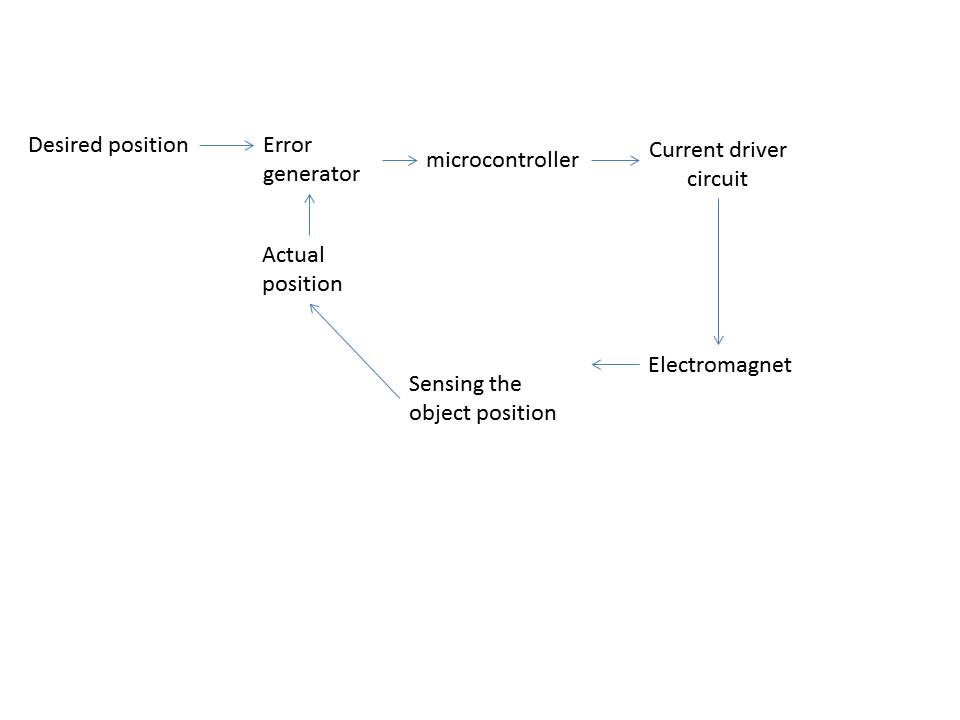 Desired position
Error
generator
microcontroller
Current driver
circuit
Actual
position
Electromagnet
Sensing the
object position